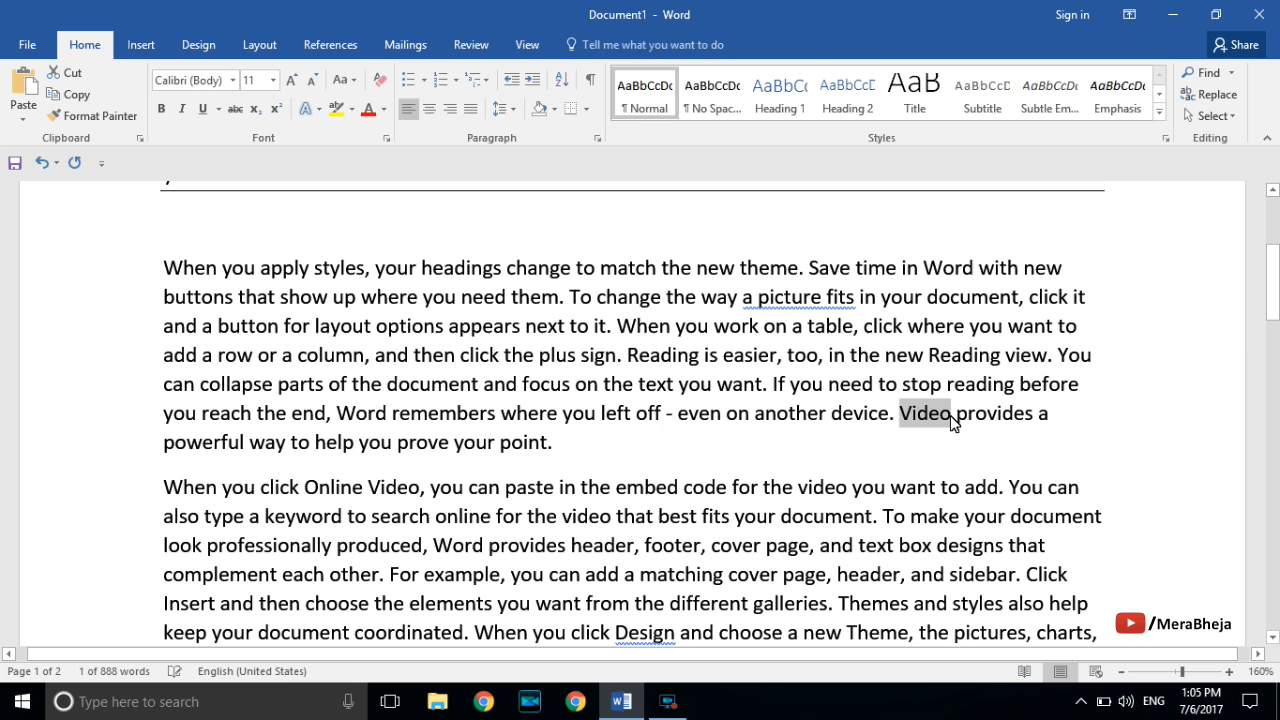 Document1 - Word
Sign in
File Home Insert Design Layout References Mailings Review View Tell me what you want to do Share
Paste
Cut
Copy
Format Painter
Calibri (Body) 11
AaBbCcDc AaBbCcDc AaBbCc AaBbCcC AaB AaBbCcD AaBbCcDt AaBbCcDt
¶ Normal ¶ No Spac... Heading 1 Heading 2 Title Subtitle Subtle Em... Emphasis
Find
Replace
Select
Clipboard Font Paragraph Styles Editing
When you apply styles, your headings change to match the new theme. Save time in Word with new
buttons that show up where you need them. To change the way a picture fits in your document, click it
and a button for layout options appears next to it. When you work on a table, click where you want to
add a row or a column, and then click the plus sign. Reading is easier, too, in the new Reading view. You
can collapse parts of the document and focus on the text you want. If you need to stop reading before
you reach the end, Word remembers where you left off - even on another device. Video provides a
powerful way to help you prove your point.
When you click Online Video, you can paste in the embed code for the video you want to add. You can
also type a keyword to search online for the video that best fits your document. To make your document
look professionally produced, Word provides header, footer, cover page, and text box designs that
complement each other. For example, you can add a matching cover page, header, and sidebar. Click
Insert and then choose the elements you want from the different galleries. Themes and styles also help
keep your document coordinated. When you click Design and choose a new Theme, the pictures, charts,
/MeraBheja
Page 1 of 2 1 of 888 words English (United States) 160%
Type here to search
ENG
1:05 PM
7/6/2017